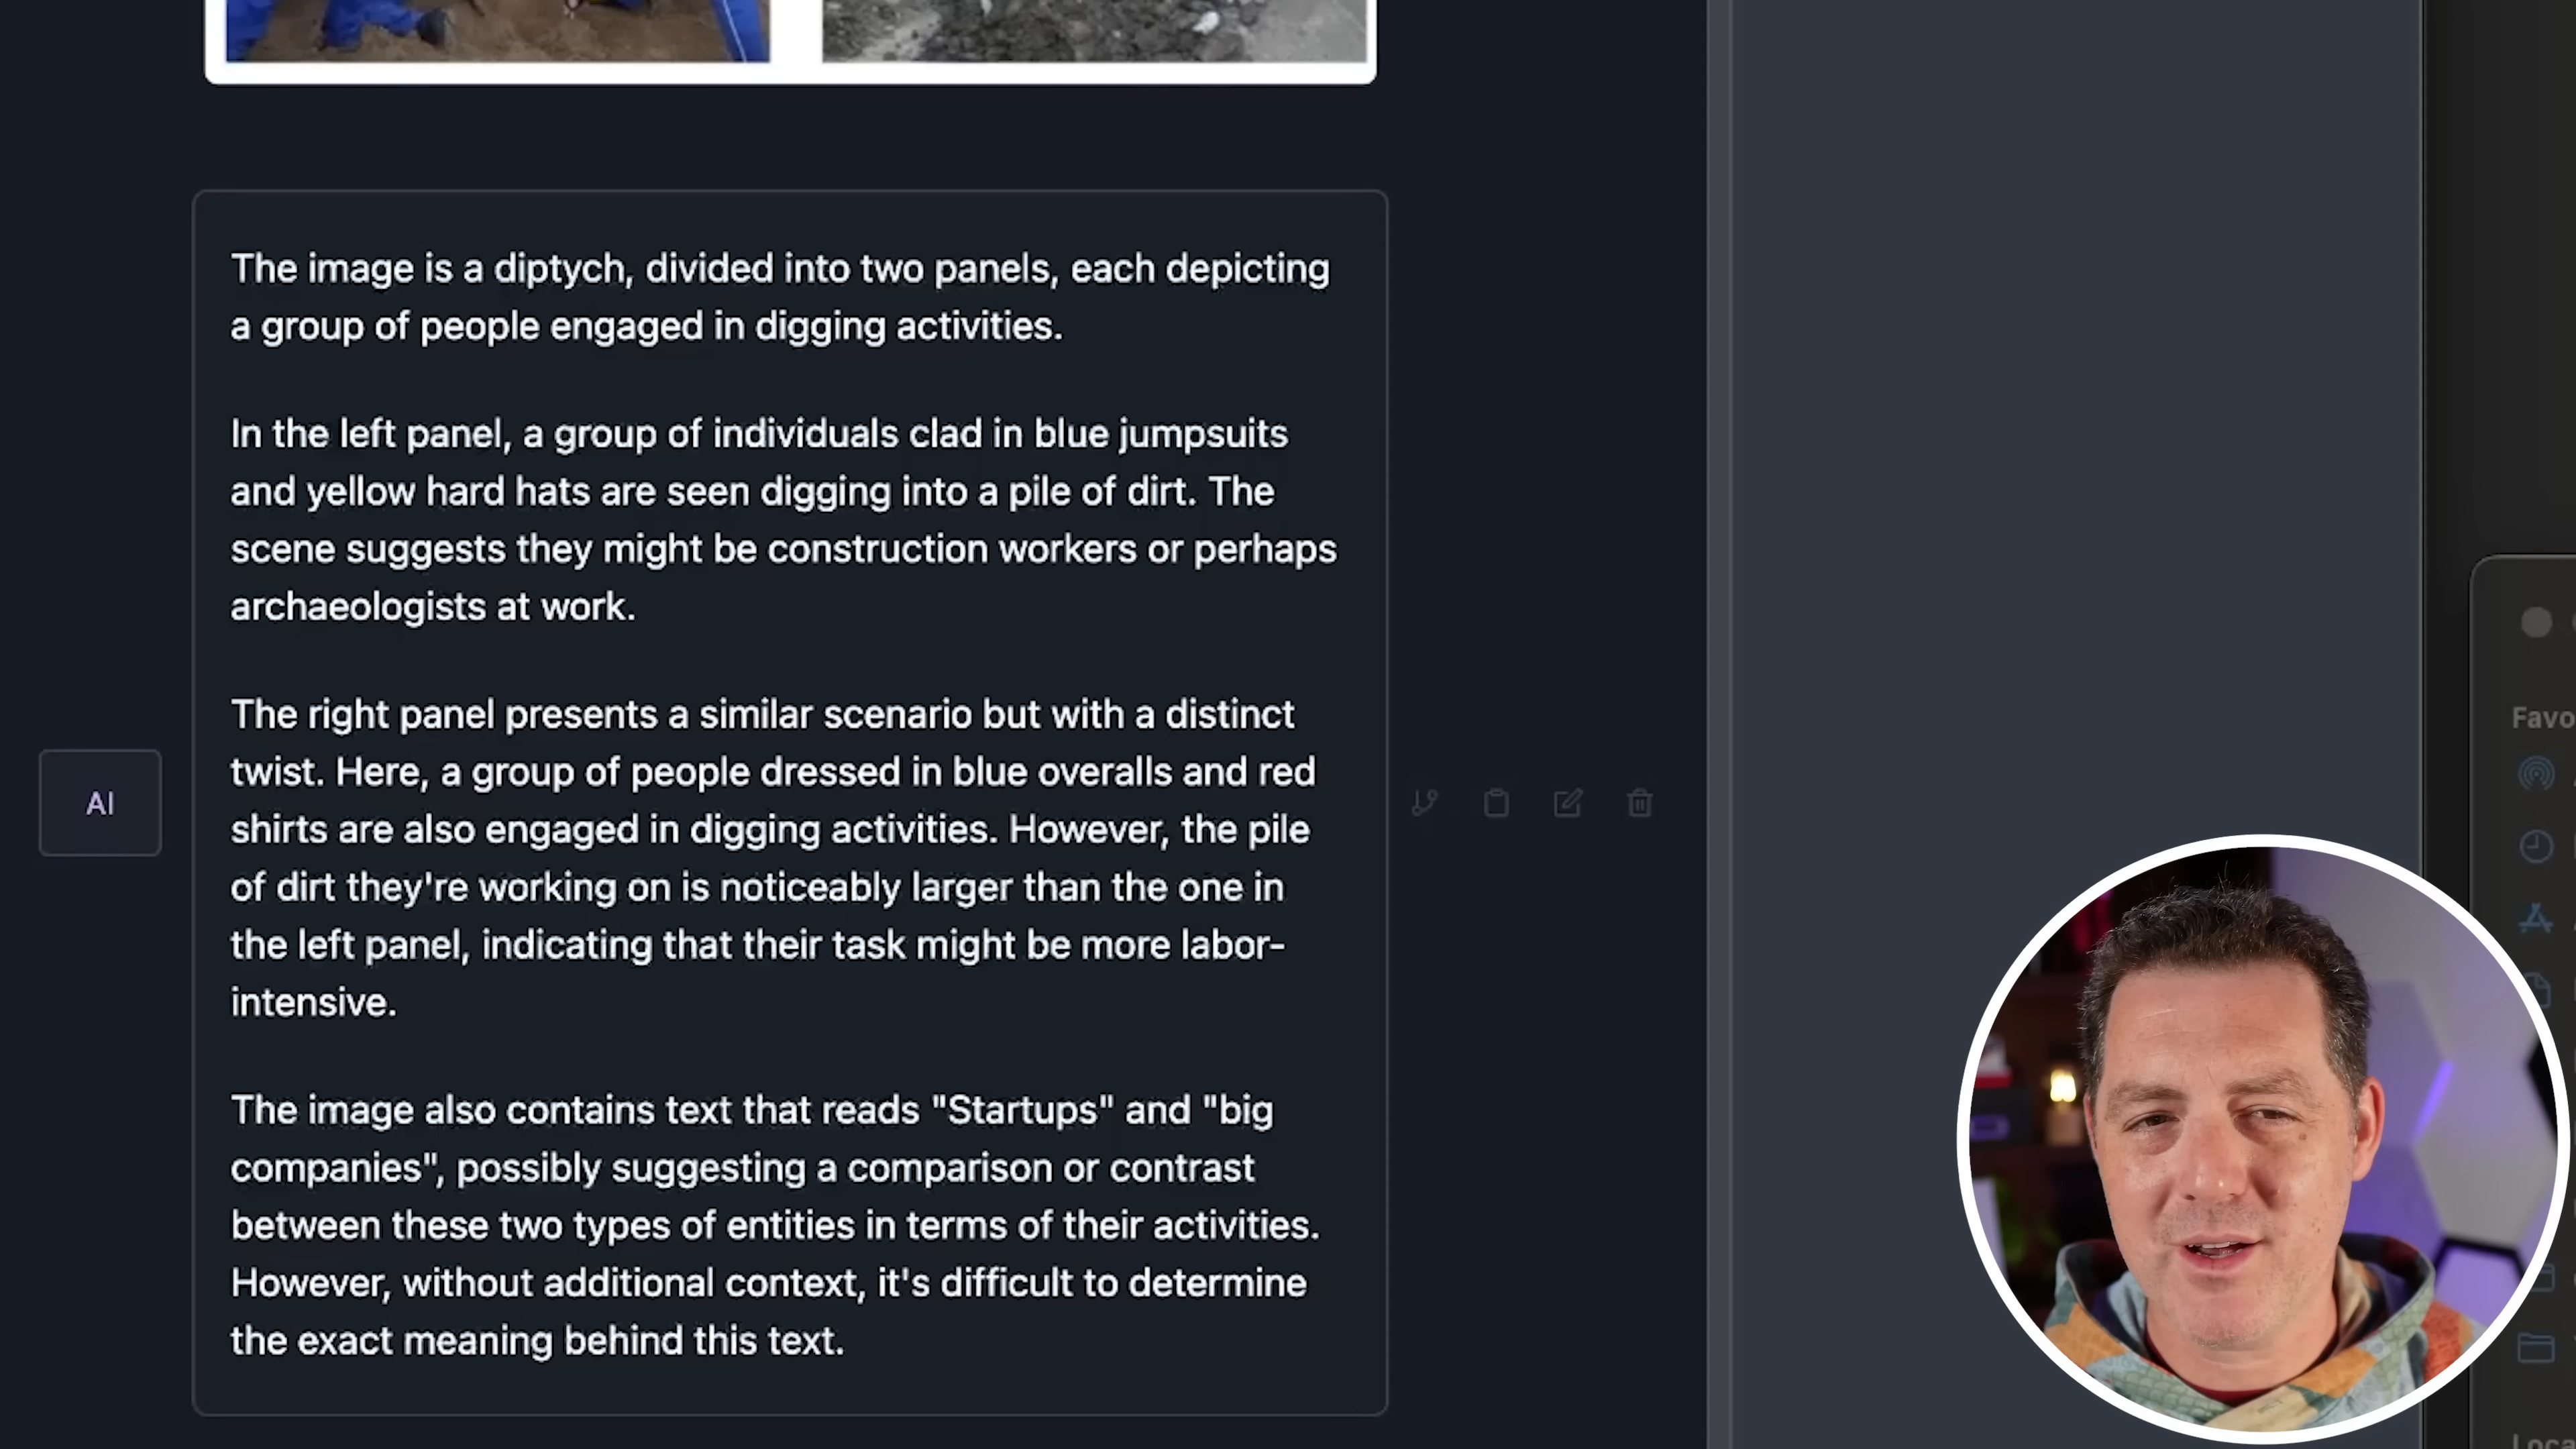 The image is a diptych, divided into two panels, each depicting
a group of people engaged in digging activities.
In the left panel, a group of individuals clad in blue jumpsuits
and yellow hard hats are seen digging into a pile of dirt. The
scene suggests they might be construction workers or perhaps
archaeologists at work.
The right panel presents a similar scenario but with a distinct
twist. Here, a group of people dressed in blue overalls and red
shirts are also engaged in digging activities. However, the pile
of dirt they're working on is noticeably larger than the one in
the left panel, indicating that their task might be more labor-
intensive.
AI
The image also contains text that reads "Startups" and "big
companies", possibly suggesting a comparison or contrast
between these two types of entities in terms of their activities.
However, without additional context, it's difficult to determine
the exact meaning behind this text.
Favo